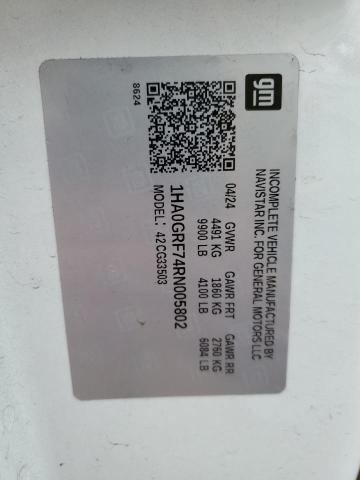 gm
INCOMPLETE VEHICLE MANUFACTURED BY
NAVISTAR INC. FOR GENERAL MOTORS LLC
04/24 GVWR GAWR FRT GAWR RR
4491 KG 1860 KG 2760 KG
9900 LB 4100 LB 6084 LB
1HA0GRF74RN005802
MODEL: 42CG33503
8624